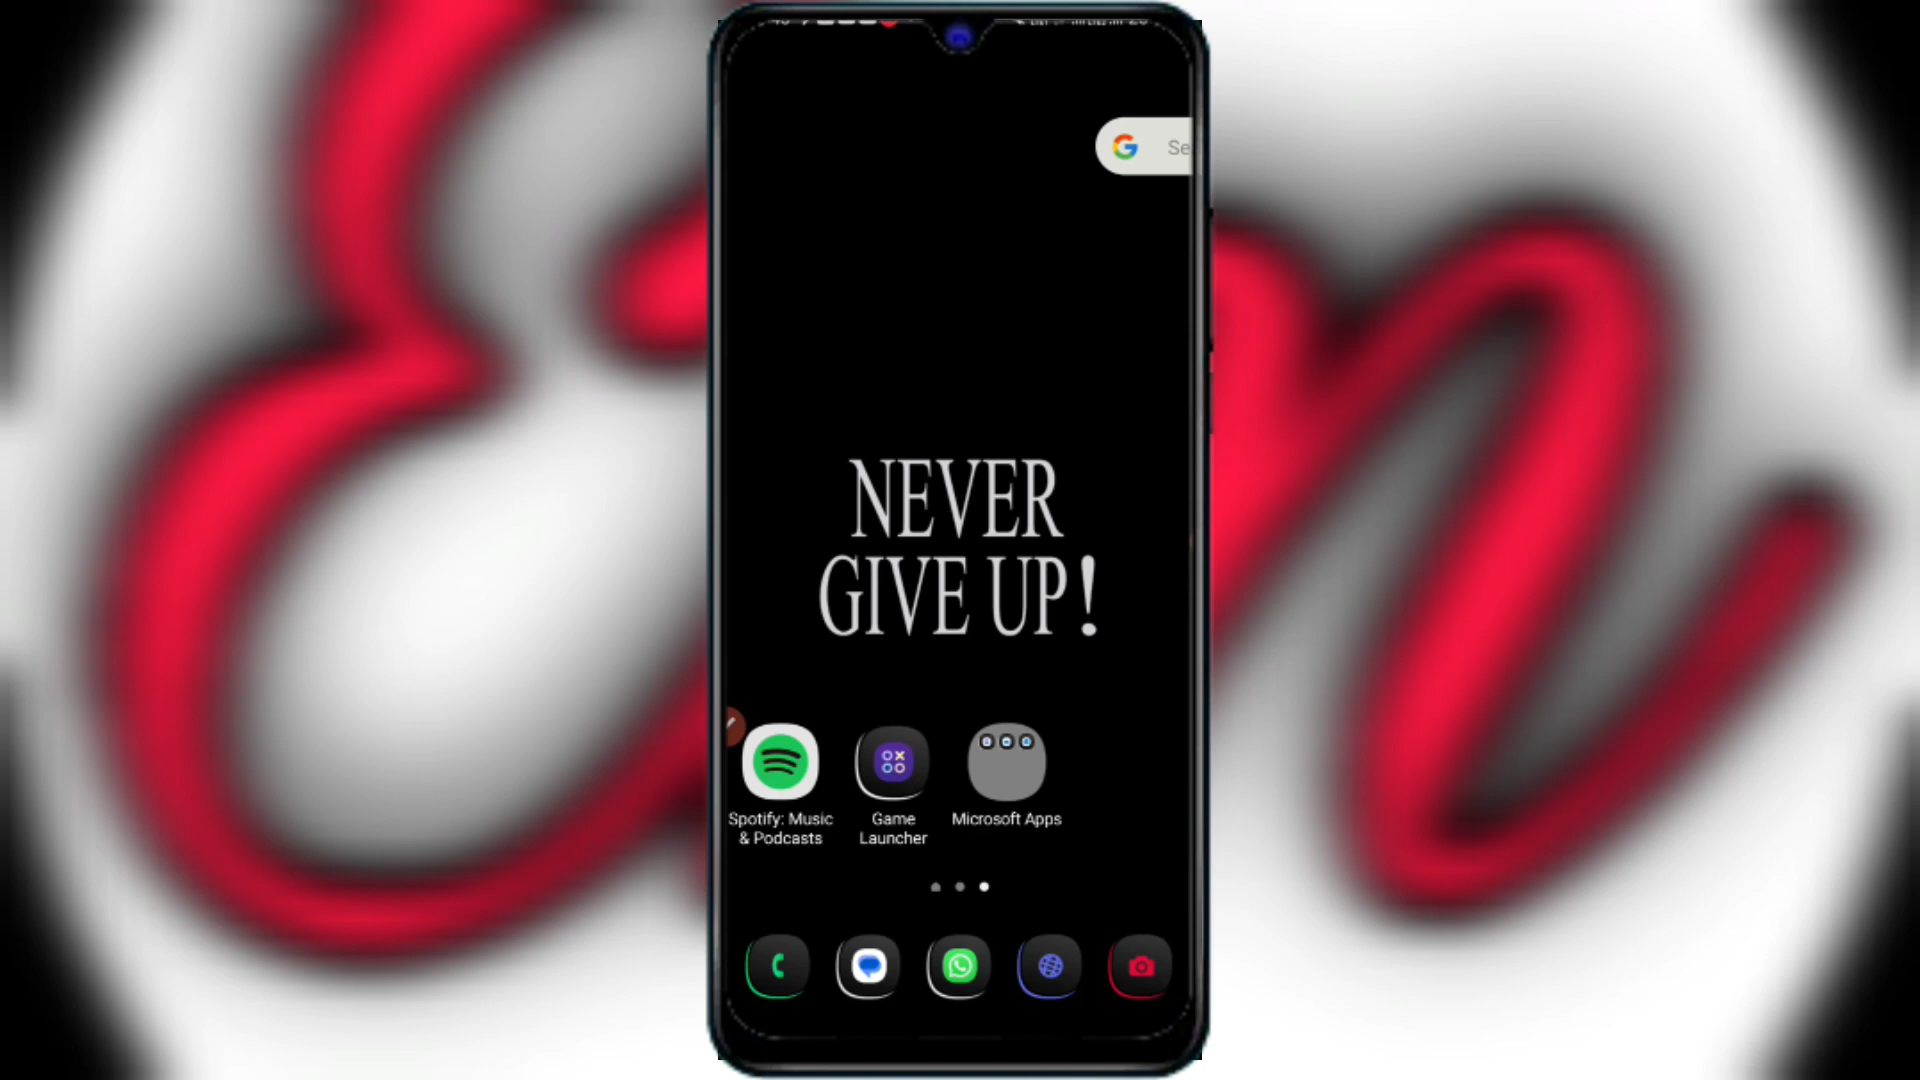 Se
NEVER
GIVE UP!
Spotify: Music
& Podcasts
Game
Launcher
Microsoft Apps